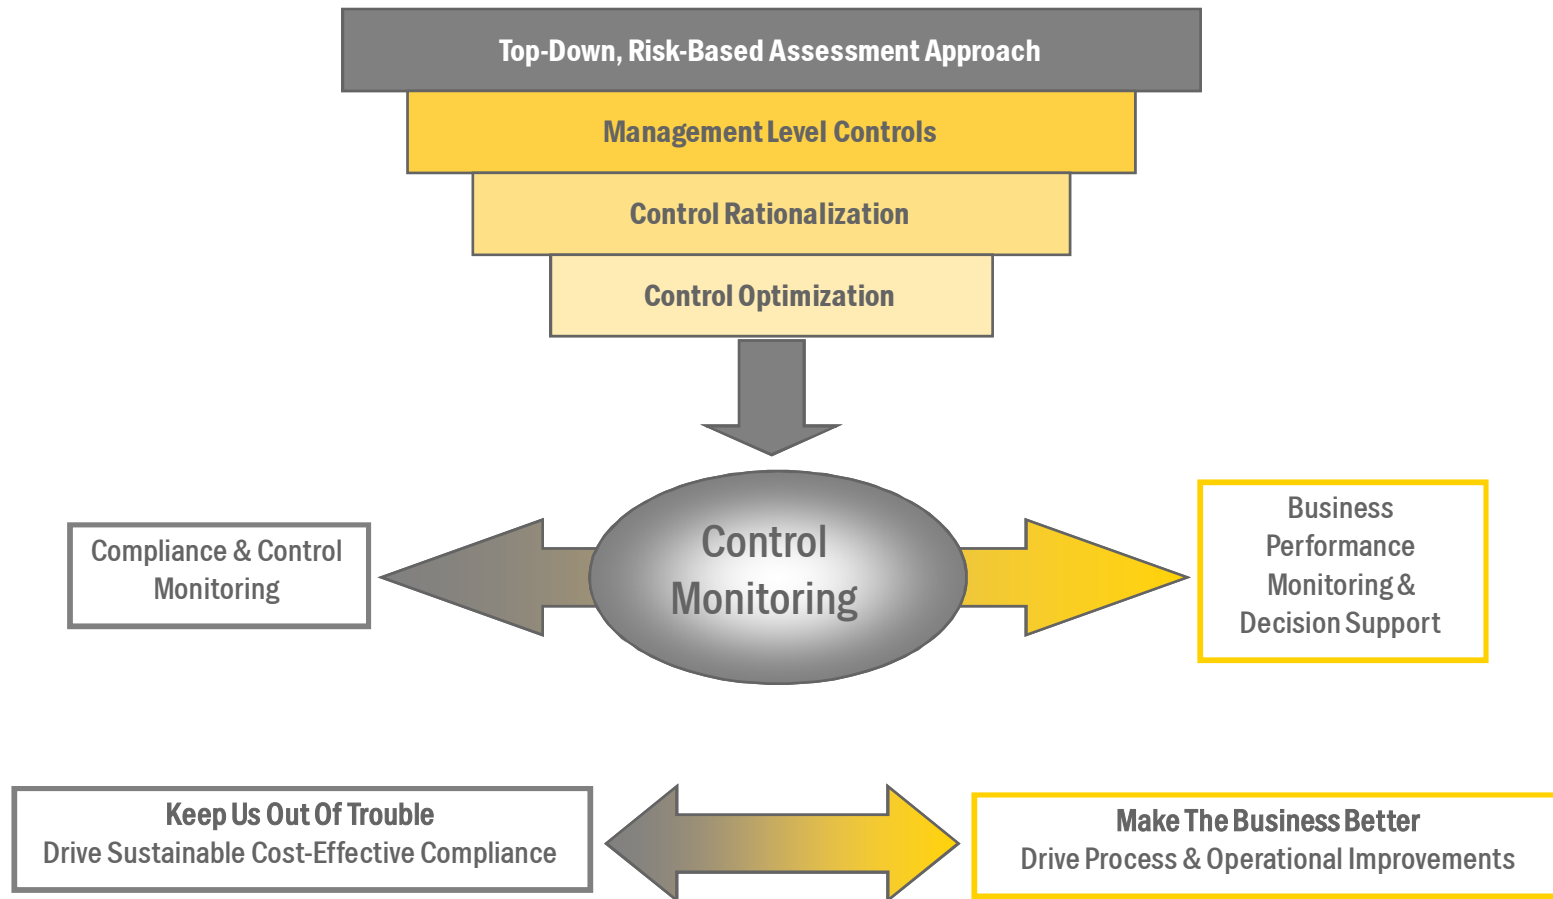 Top-Down, Risk-Based Assessment Approach
Management Level Controls
Control Rationalization
Control Optimization
Control
Monitoring
Compliance & Control
Monitoring
Business
Performance
Monitoring &
Decision Support
Keep Us Out Of Trouble
Drive Sustainable Cost-Effective Compliance
Make The Business Better
Drive Process & Operational Improvements